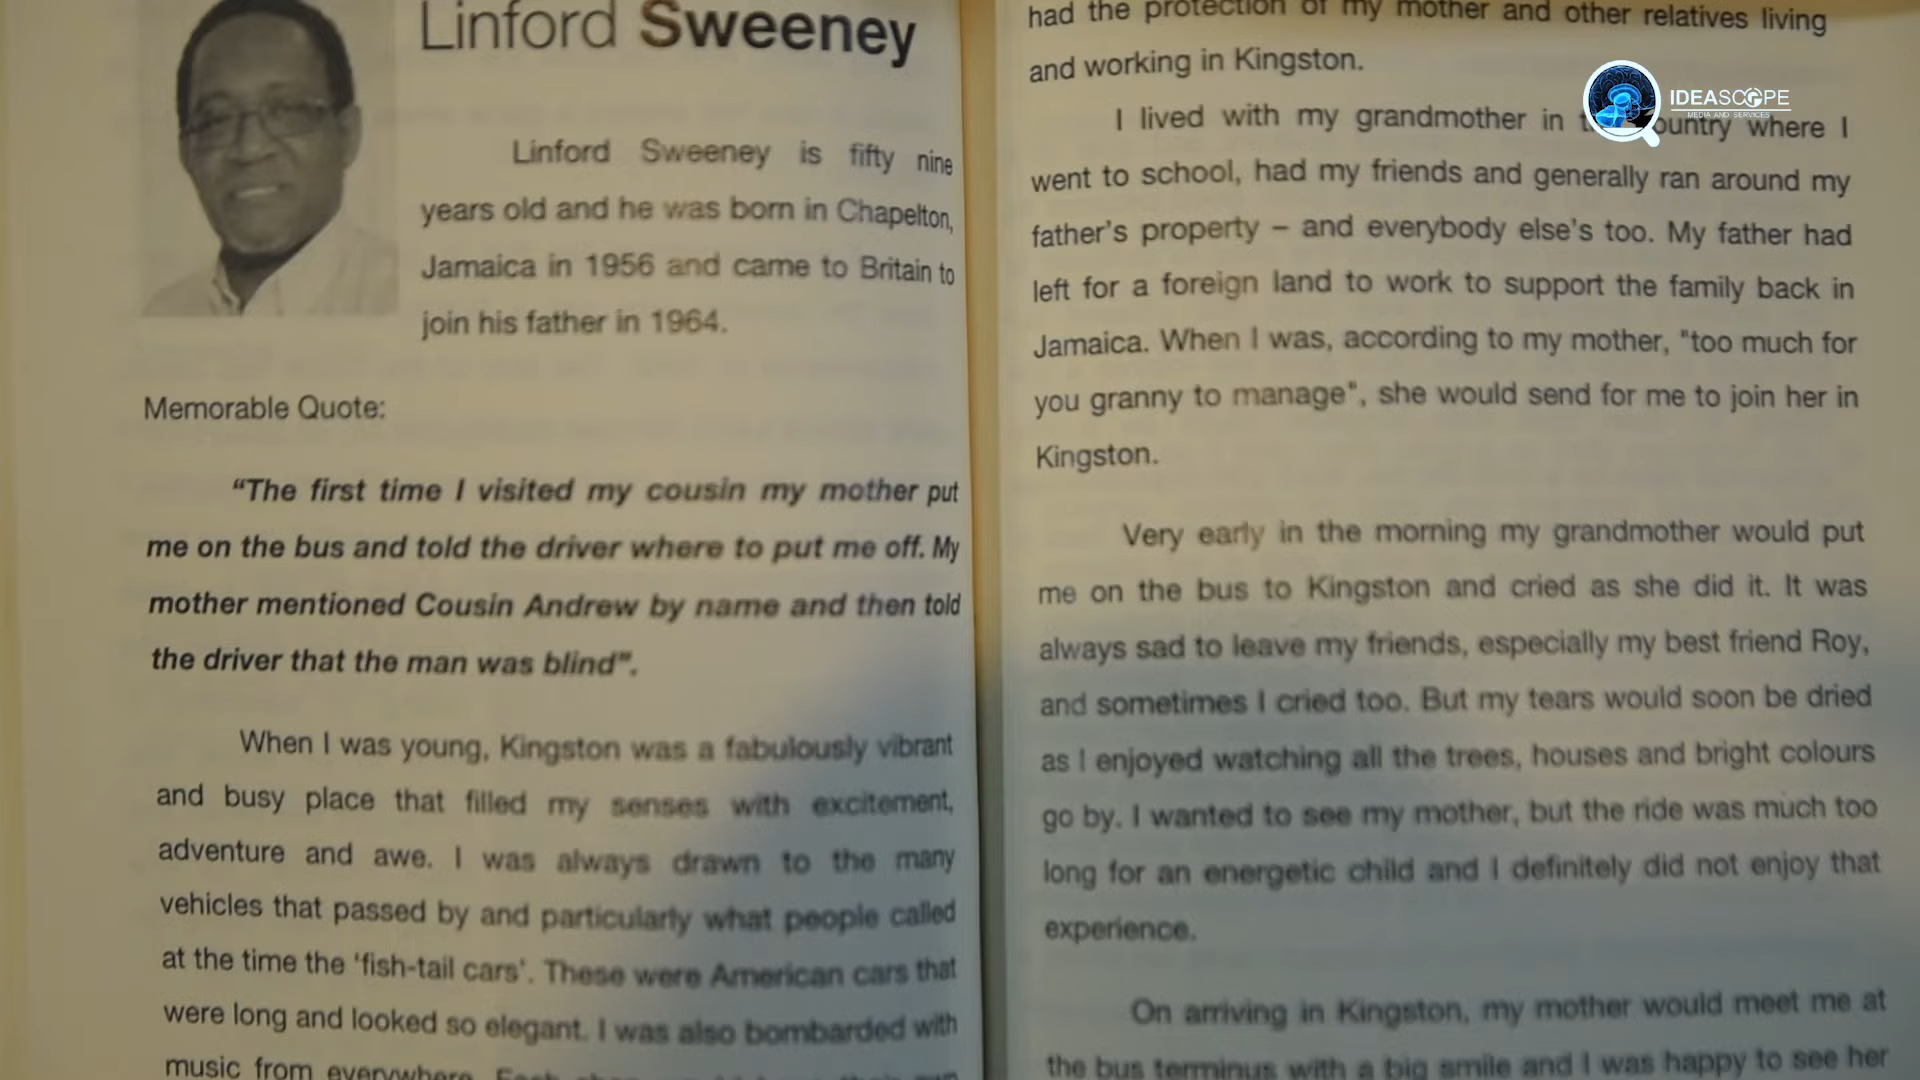 Linford Sweeney
Linford Sweeney is fifty nine
years old and he was born in Chapelton,
Jamaica in 1956 and came to Britain to
join his father in 1964.
Memorable Quote:
“The first time I visited my cousin my mother put
me on the bus and told the driver where to put me off. My
mother mentioned Cousin Andrew by name and then told
the driver that the man was blind”.
When I was young, Kingston was a fabulously vibrant
and busy place that filled my senses with excitement,
adventure and awe. I was always drawn to the many
vehicles that passed by and particularly what people called
at the time the ‘fish-tail cars’. These were American cars that
were long and looked so elegant. I was also bombarded with
music from everywhere.
had the protection of my mother and other relatives living
and working in Kingston.
I lived with my grandmother in country where I
went to school, had my friends and generally ran around my
father's property – and everybody else's too. My father had
left for a foreign land to work to support the family back in
Jamaica. When I was, according to my mother, "too much for
you granny to manage", she would send for me to join her in
Kingston.
Very early in the morning my grandmother would put
me on the bus to Kingston and cried as she did it. It was
always sad to leave my friends, especially my best friend Roy,
and sometimes I cried too. But my tears would soon be dried
as I enjoyed watching all the trees, houses and bright colours
go by. I wanted to see my mother, but the ride was much too
long for an energetic child and I definitely did not enjoy that
experience.
On arriving in Kingston, my mother would meet me at
the bus terminus with a big smile and I was happy to see her
IDEASCOPE
MEDIA AND SERVICES